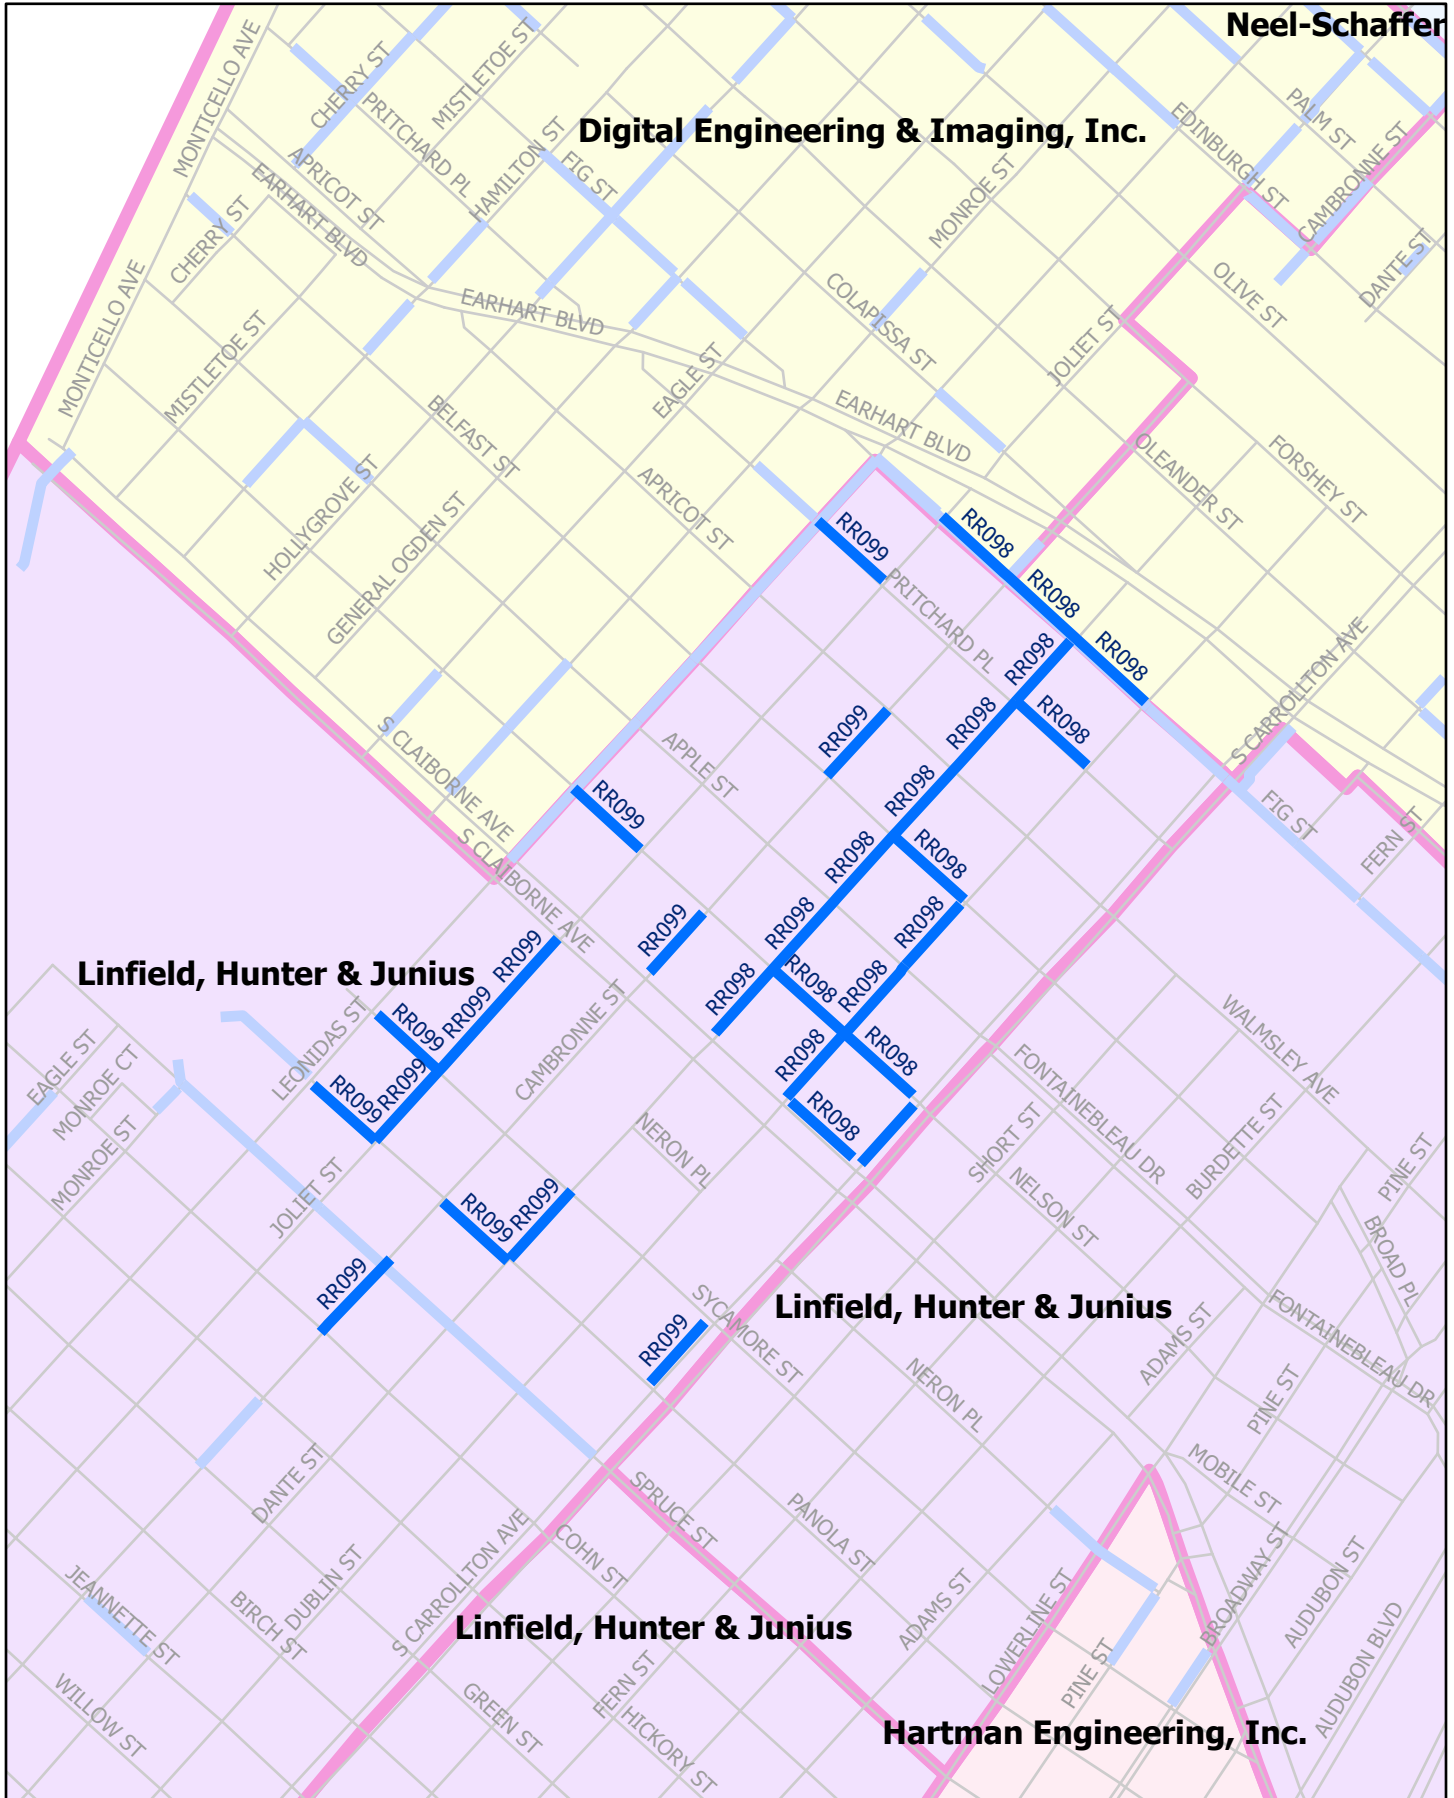 Neel-Schaffer
MONTICELLO AVE
CHERRY ST
MISTLETOE ST
PRITCHARD PL
HAMILTON ST
Digital Engineering & Imaging, Inc.
PALM ST
EDINBURGH ST
CAMBRONNE ST
APRICOT ST
EARHART BLVD
FIG ST
MONROE ST
CHERRY ST
DANTE ST
OLIVE ST
MONTICELLO AVE
EARHART BLVD
COLAPISSA ST
JOLIET ST
MISTLETOE ST
EAGLE ST
BELFAST ST
EARHART BLVD
OLEANDER ST
FORSHEY ST
HOLLYGROVE ST
APRICOT ST
GENERAL OGDEN ST
RR099
RR098
PRITCHARD PL
RR098
RR098
RR098
S CARROLLTON AVE
RR098
RR098
RR099
S CLAIBORNE AVE
APPLE ST
RR098
RR099
FIG ST
FERN ST
S CLAIBORNE AVE
RR098
RR098
RR099
RR098
RR098
RR099
Linfield, Hunter & Junius
RR098
RR098
RR098
RR099
RR099
LEONIDAS ST
CAMBRONNE ST
WALMSLEY AVE
EAGLE ST
MONROE CT
RR099
RR099
RR098
RR098
RR098
FONTAINEBLEAU DR
MONROE ST
NERON PL
SHORT ST
BURDETTE ST
PINE ST
JOLIET ST
RR099
RR099
NELSON ST
BROAD PL
RR099
SYCAMORE ST
Linfield, Hunter & Junius
FONTAINEBLEAU DR
RR099
ADAMS ST
NERON PL
PINE ST
DANTE ST
SPRUCE ST
PANOLA ST
MOBILE ST
COHN ST
S CARROLLTON AVE
BROADWAY ST
AUDUBON ST
JEANNETTE ST
BIRCH ST
DUBLIN ST
ADAMS ST
LOWERLINE ST
Linfield, Hunter & Junius
AUDUBON BLVD
PINE ST
FERN ST
WILLOW ST
GREEN ST
HICKORY ST
Hartman Engineering, Inc.